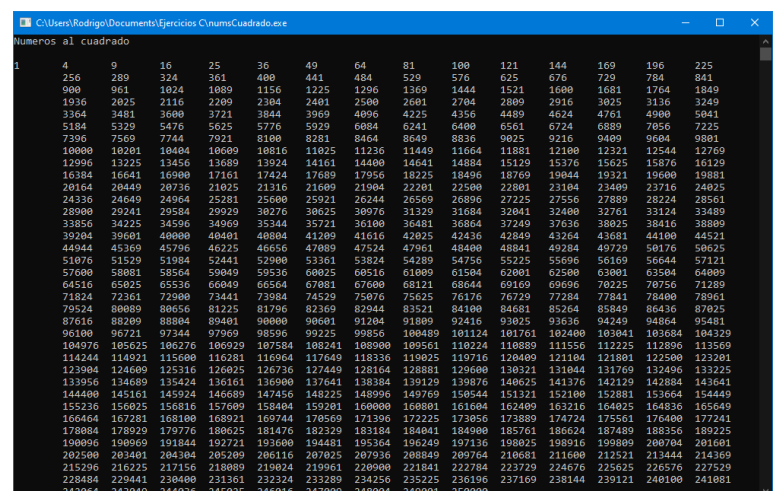 C:\Users\Rodrigo\Documents\Ejercicios C\numsCuadrado.exe
Numeros al cuadrado
1 4 9 16 25 36 49 64 81 100 121 144 169 196 225
256 289 324 361 400 441 484 529 576 625 676 729 784 841
900 961 1024 1089 1156 1225 1296 1369 1444 1521 1600 1681 1764 1849
1936 2025 2116 2209 2304 2401 2500 2601 2704 2809 2916 3025 3136 3249
3364 3481 3600 3721 3844 3969 4096 4225 4356 4489 4624 4761 4900 5041
5184 5329 5476 5625 5776 5929 6084 6241 6400 6561 6724 6889 7056 7225
7396 7569 7744 7921 8100 8281 8464 8649 8836 9025 9216 9409 9604 9801
10000 10201 10404 10609 10816 11025 11236 11449 11664 11881 12100 12321 12544 12769
12996 13225 13456 13689 13924 14161 14400 14641 14884 15129 15376 15625 15876 16129
16384 16641 16900 17161 17424 17689 17956 18225 18496 18769 19044 19321 19600 19881
20164 20449 20736 21025 21316 21609 21904 22201 22500 22801 23104 23409 23716 24025
24336 24649 24964 25281 25600 25921 26244 26569 26896 27225 27556 27889 28224 28561
28900 29241 29584 29929 30276 30625 30976 31329 31684 32041 32400 32761 33124 33489
33856 34225 34596 34969 35344 35721 36100 36481 36864 37249 37636 38025 38416 38809
39204 39601 40000 40401 40804 41209 41616 42025 42436 42849 43264 43681 44100 44521
44944 45369 45796 46225 46656 47089 47524 47961 48400 48841 49284 49729 50176 50625
51076 51529 51984 52441 52900 53361 53824 54289 54756 55225 55696 56169 56644 57121
57600 58081 58564 59049 59536 60025 60516 61009 61504 62001 62500 63001 63504 64009
64516 65025 65536 66049 66564 67081 67600 68121 68644 69169 69696 70225 70756 71289
71824 72361 72900 73441 73984 74529 75076 75625 76176 76729 77284 77841 78400 78961
79524 80089 80656 81225 81796 82369 82944 83521 84100 84681 85264 85849 86436 87025
87616 88209 88804 89401 90000 90601 91204 91809 92416 93025 93636 94249 94864 95481
96100 96721 97344 97969 98596 99225 99856 100489 101124 101761 102400 103041 103684 104329
104976 105625 106276 106929 107584 108241 108900 109561 110224 110889 111556 112225 112896 113569
114244 114921 115600 116281 116964 117649 118336 119025 119716 120409 121104 121801 122500 123201
123904 124609 125316 126025 126736 127449 128164 128881 129600 130321 131044 131769 132496 133225
133956 134689 135424 136161 136900 137641 138384 139129 139876 140625 141376 142129 142884 143641
144400 145161 145924 146689 147456 148225 148996 149769 150544 151321 152100 152881 153664 154449
155236 156025 156816 157609 158404 159201 160000 160801 161604 162409 163216 164025 164836 165649
166464 167281 168100 168921 169744 170569 171396 172225 173056 173889 174724 175561 176400 177241
178084 178929 179776 180625 181476 182329 183184 184041 184900 185761 186624 187489 188356 189225
190096 190969 191844 192721 193600 194481 195364 196249 197136 198025 198916 199809 200704 201601
202500 203401 204304 205209 206116 207025 207936 208849 209764 210681 211600 212521 213444 214369
215296 216225 217156 218089 219024 219961 220900 221841 222784 223729 224676 225625 226576 227529
228484 229441 230400 231361 232324 233289 234256 235225 236196 237169 238144 239121 240100 241081